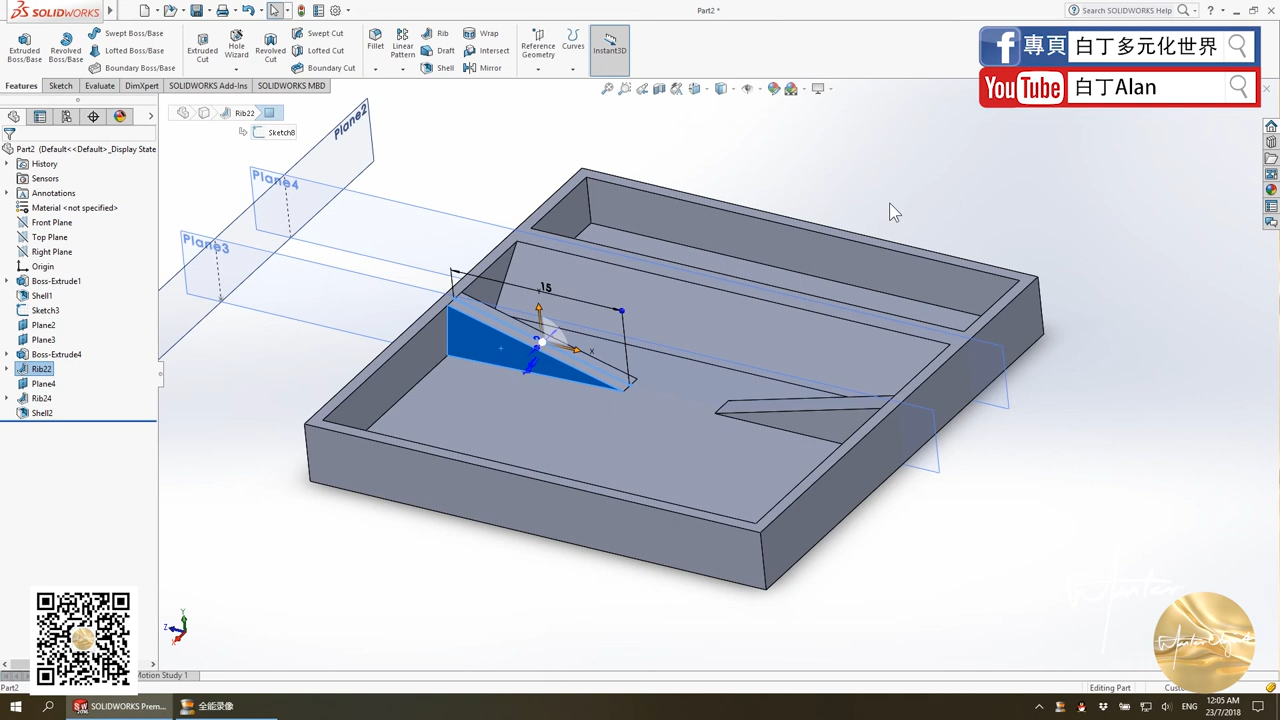 SOLIDWORKS
Part2 *
Search SOLIDWORKS Help
Extruded Boss/Base
Revolved Boss/Base
Swept Boss/Base
Lofted Boss/Base
Boundary Boss/Base
Extruded Cut
Hole Wizard
Revolved Cut
Swept Cut
Lofted Cut
Boundary Cut
Fillet
Linear Pattern
Rib
Draft
Shell
Wrap
Intersect
Mirror
Reference Geometry
Curves
Instant3D
f 專頁 白丁多元化世界
YouTube 白丁Alan
Features
Sketch
Evaluate
DimXpert
SOLIDWORKS Add-Ins
SOLIDWORKS MBD
Rib22
Sketch8
Part2 (Default<<Default>_Display State
History
Sensors
Annotations
Material <not specified>
Front Plane
Top Plane
Right Plane
Origin
Boss-Extrude1
Shell1
Sketch3
Plane2
Plane3
Boss-Extrude4
Rib22
Plane4
Rib24
Shell2
Plane2
Plane4
Plane3
15
X
Y
Z
X
Motion Study 1
Part2
Editing Part
SOLIDWORKS Prem...
全能录像
ENG
12:05 AM
23/7/2018